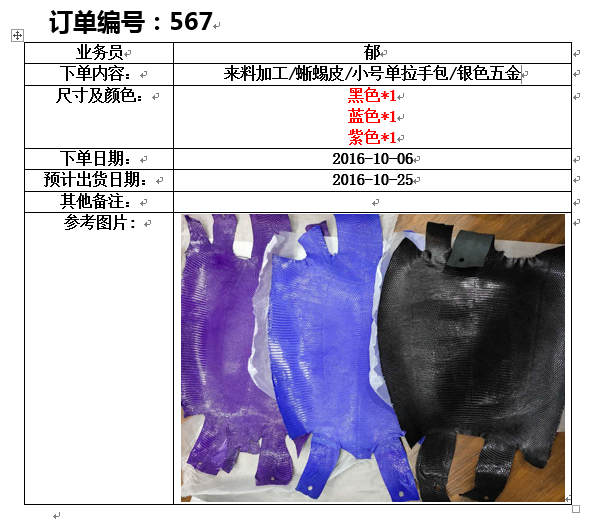 订单编号：567
业务员
郁
下单内容：
来料加工/蜥蜴皮/小号单拉手包/银色五金
尺寸及颜色：
黑色*1
蓝色*1
紫色*1
下单日期：
2016-10-06
预计出货日期：
2016-10-25
其他备注：
参考图片：